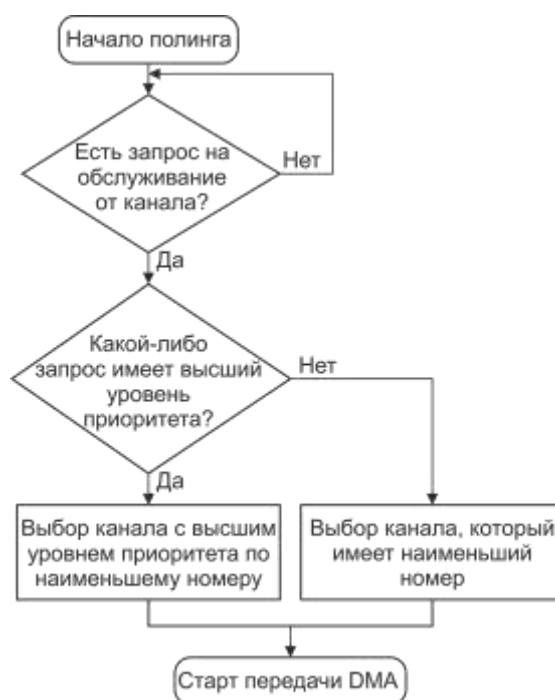 Начало полинга
Есть запрос на
обслуживание
от канала?
Нет
Да
Какой-либо
запрос имеет высший
уровень
приоритета?
Нет
Да
Выбор канала с высшим
уровнем приоритета по
наименьшему номеру
Выбор канала, который
имеет наименьший
номер
Старт передачи DMA